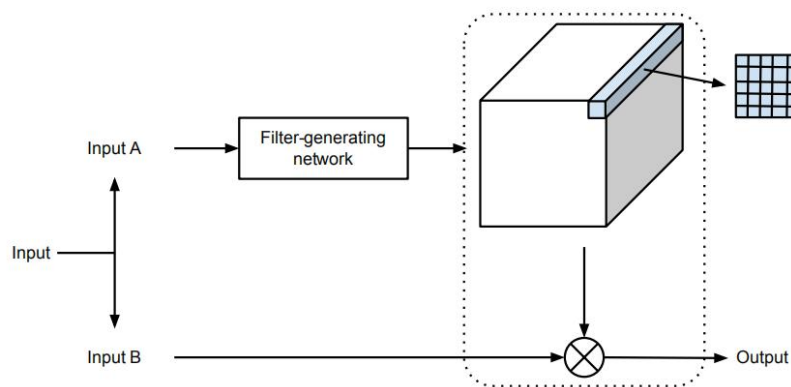 Input A
Filter-generating
network
Input
Input B
Output